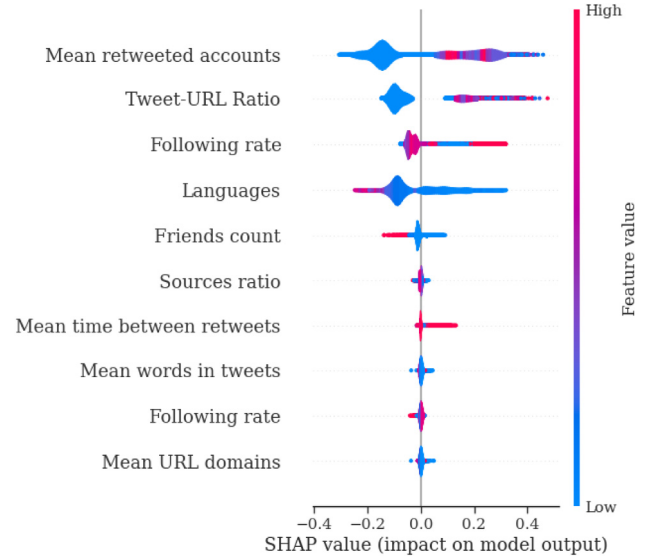 High
Mean retweeted accounts
Tweet-URL Ratio
Following rate
Languages
Friends count
Sources ratio
Mean time between retweets
Mean words in tweets
Following rate
Mean URL domains
Feature value
Low
−0.4 −0.2 0.0 0.2 0.4
SHAP value (impact on model output)